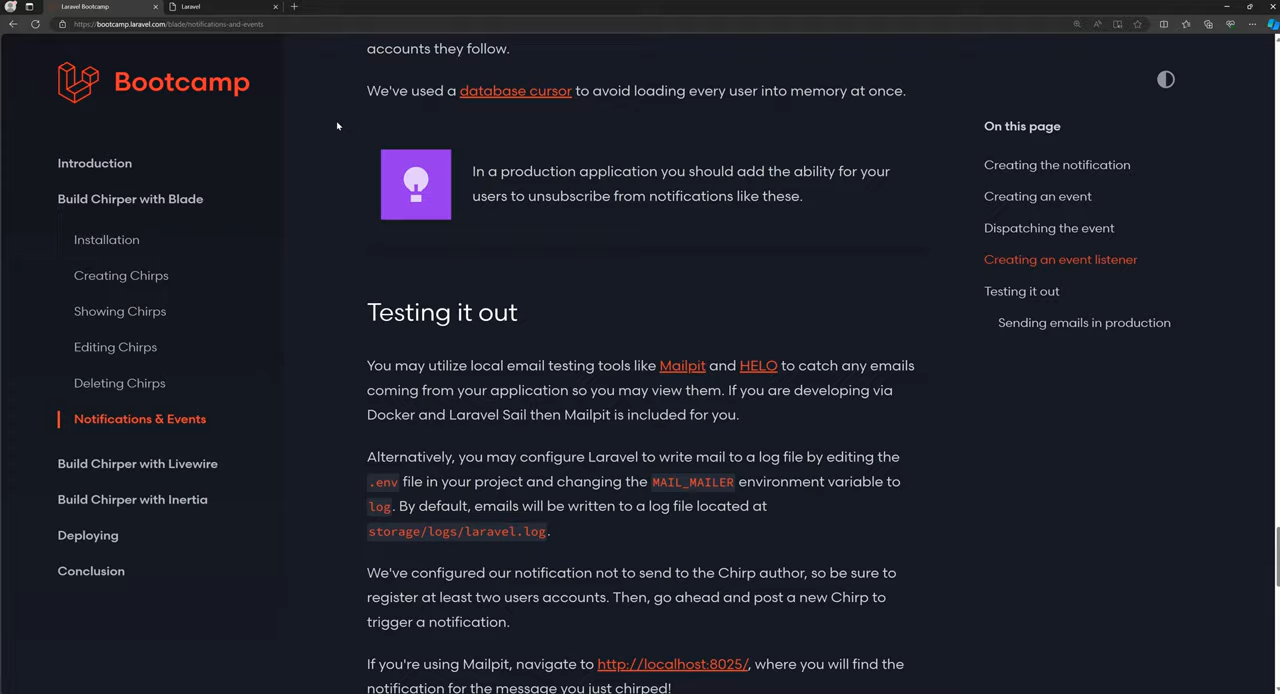 Laravel Bootcamp
Laravel
https://bootcamp.laravel.com/blade/notifications-and-events
Bootcamp
Introduction
Build Chirper with Blade
Installation
Creating Chirps
Showing Chirps
Editing Chirps
Deleting Chirps
Notifications & Events
Build Chirper with Livewire
Build Chirper with Inertia
Deploying
Conclusion
accounts they follow.
We've used a database cursor to avoid loading every user into memory at once.
In a production application you should add the ability for your
users to unsubscribe from notifications like these.
Testing it out
You may utilize local email testing tools like Mailpit and HELO to catch any emails
coming from your application so you may view them. If you are developing via
Docker and Laravel Sail then Mailpit is included for you.
Alternatively, you may configure Laravel to write mail to a log file by editing the
.env file in your project and changing the MAIL_MAILER environment variable to
log. By default, emails will be written to a log file located at
storage/logs/laravel.log.
We've configured our notification not to send to the Chirp author, so be sure to
register at least two users accounts. Then, go ahead and post a new Chirp to
trigger a notification.
If you're using Mailpit, navigate to http://localhost:8025/, where you will find the
notification for the message you just chirped!
On this page
Creating the notification
Creating an event
Dispatching the event
Creating an event listener
Testing it out
Sending emails in production